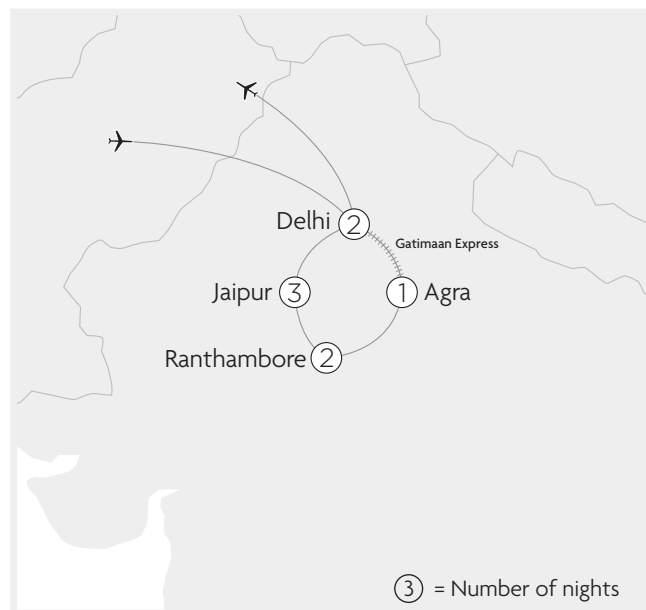 Delhi 2
Gatimaan Express
Jaipur 3
1 Agra
Ranthambore 2
3 = Number of nights